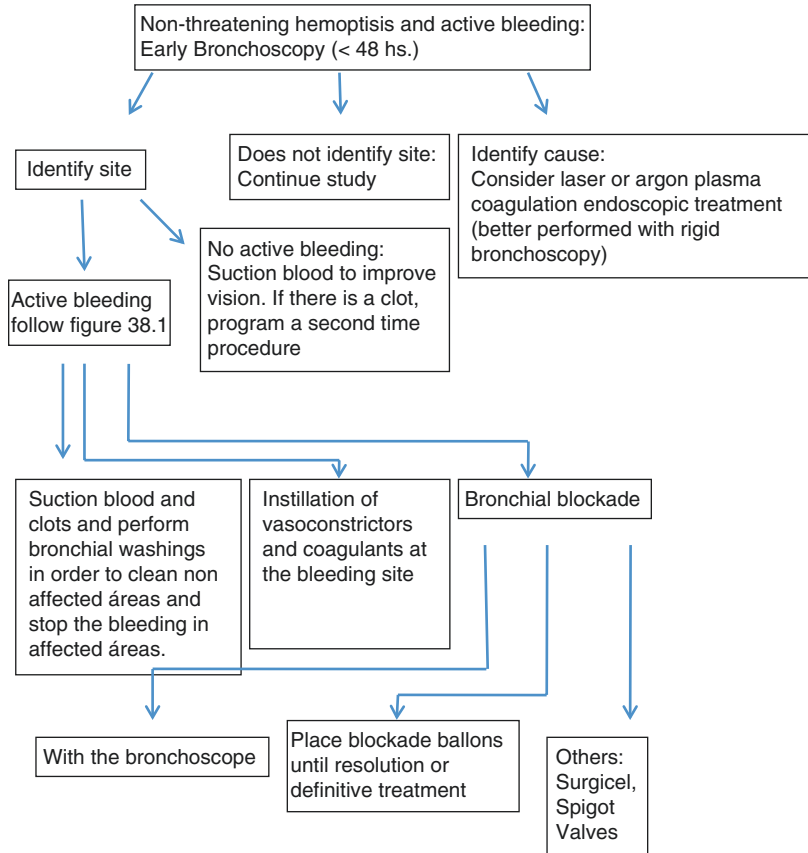 Non-threatening hemoptisis and active bleeding:
Early Bronchoscopy (< 48 hs.)
Identify site
Does not identify site:
Continue study
Identify cause:
Consider laser or argon plasma
coagulation endoscopic treatment
(better performed with rigid
bronchoscopy)
No active bleeding:
Suction blood to improve
vision. If there is a clot,
program a second time
procedure
Active bleeding
follow figure 38.1
Suction blood and
clots and perform
bronchial washings
in order to clean non
affected áreas and
stop the bleeding in
affected áreas.
Instillation of
vasoconstrictors
and coagulants at
the bleeding site
Bronchial blockade
With the bronchoscope
Place blockade ballons
until resolution or
definitive treatment
Others:
Surgicel,
Spigot
Valves